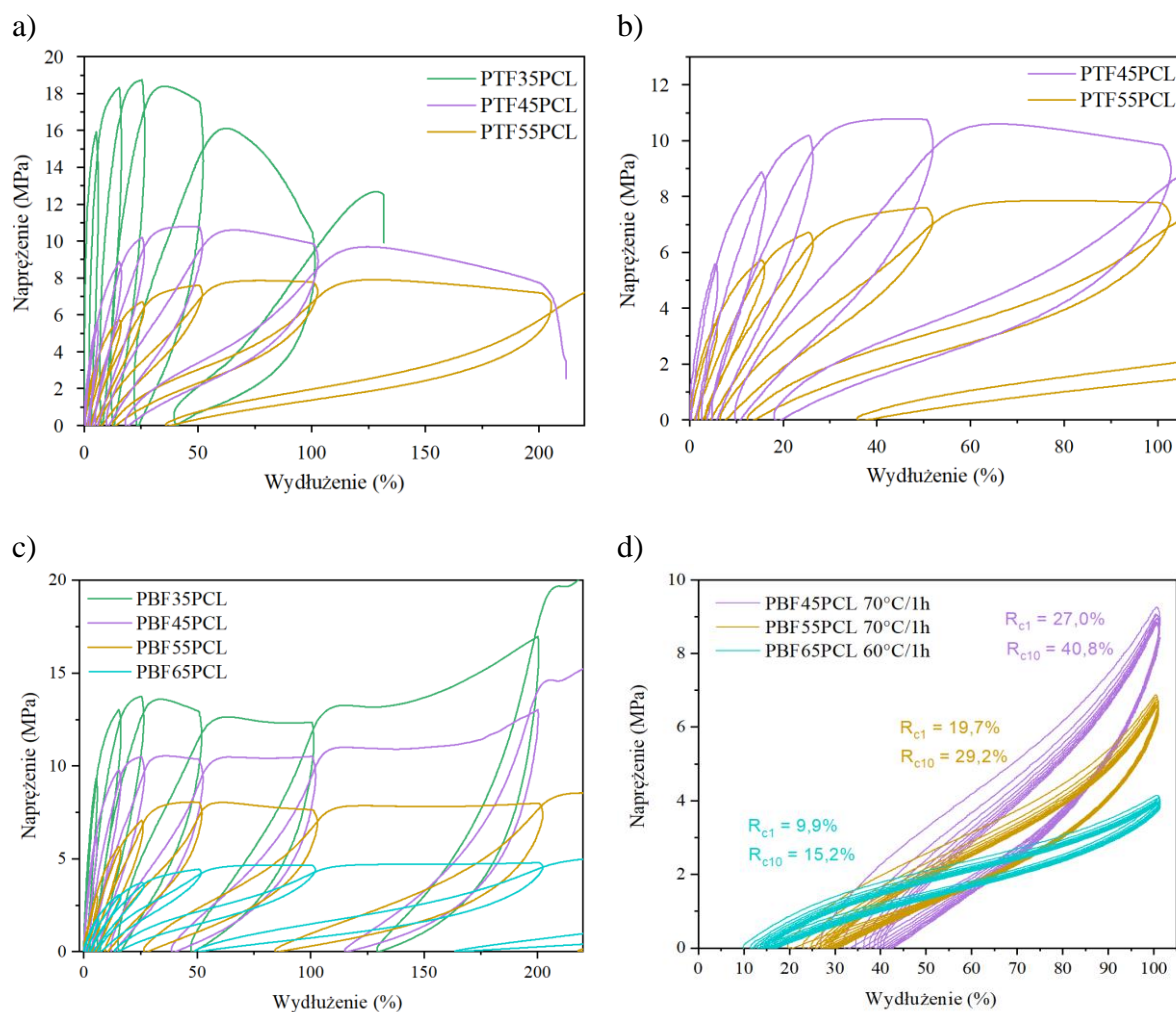 a)
20
18
16
14
12
10
8
6
4
2
0
Naprężenie (MPa)
PTF35PCL
PTF45PCL
PTF55PCL
0 50 100 150 200
Wydłużenie (%)
b)
13
12
10
8
6
4
2
0
Naprężenie (MPa)
PTF45PCL
PTF55PCL
0 20 40 60 80 100
Wydłużenie (%)
c)
20
15
10
5
0
Naprężenie (MPa)
PBF35PCL
PBF45PCL
PBF55PCL
PBF65PCL
0 50 100 150 200
Wydłużenie (%)
d)
10
8
6
4
2
0
Naprężenie (MPa)
PBF45PCL 70°C/1h
PBF55PCL 70°C/1h
PBF65PCL 60°C/1h
Rc1 = 27,0%
Rc10 = 40,8%
Rc1 = 19,7%
Rc10 = 29,2%
Rc1 = 9,9%
Rc10 = 15,2%
0 10 20 30 40 50 60 70 80 90 100
Wydłużenie (%)